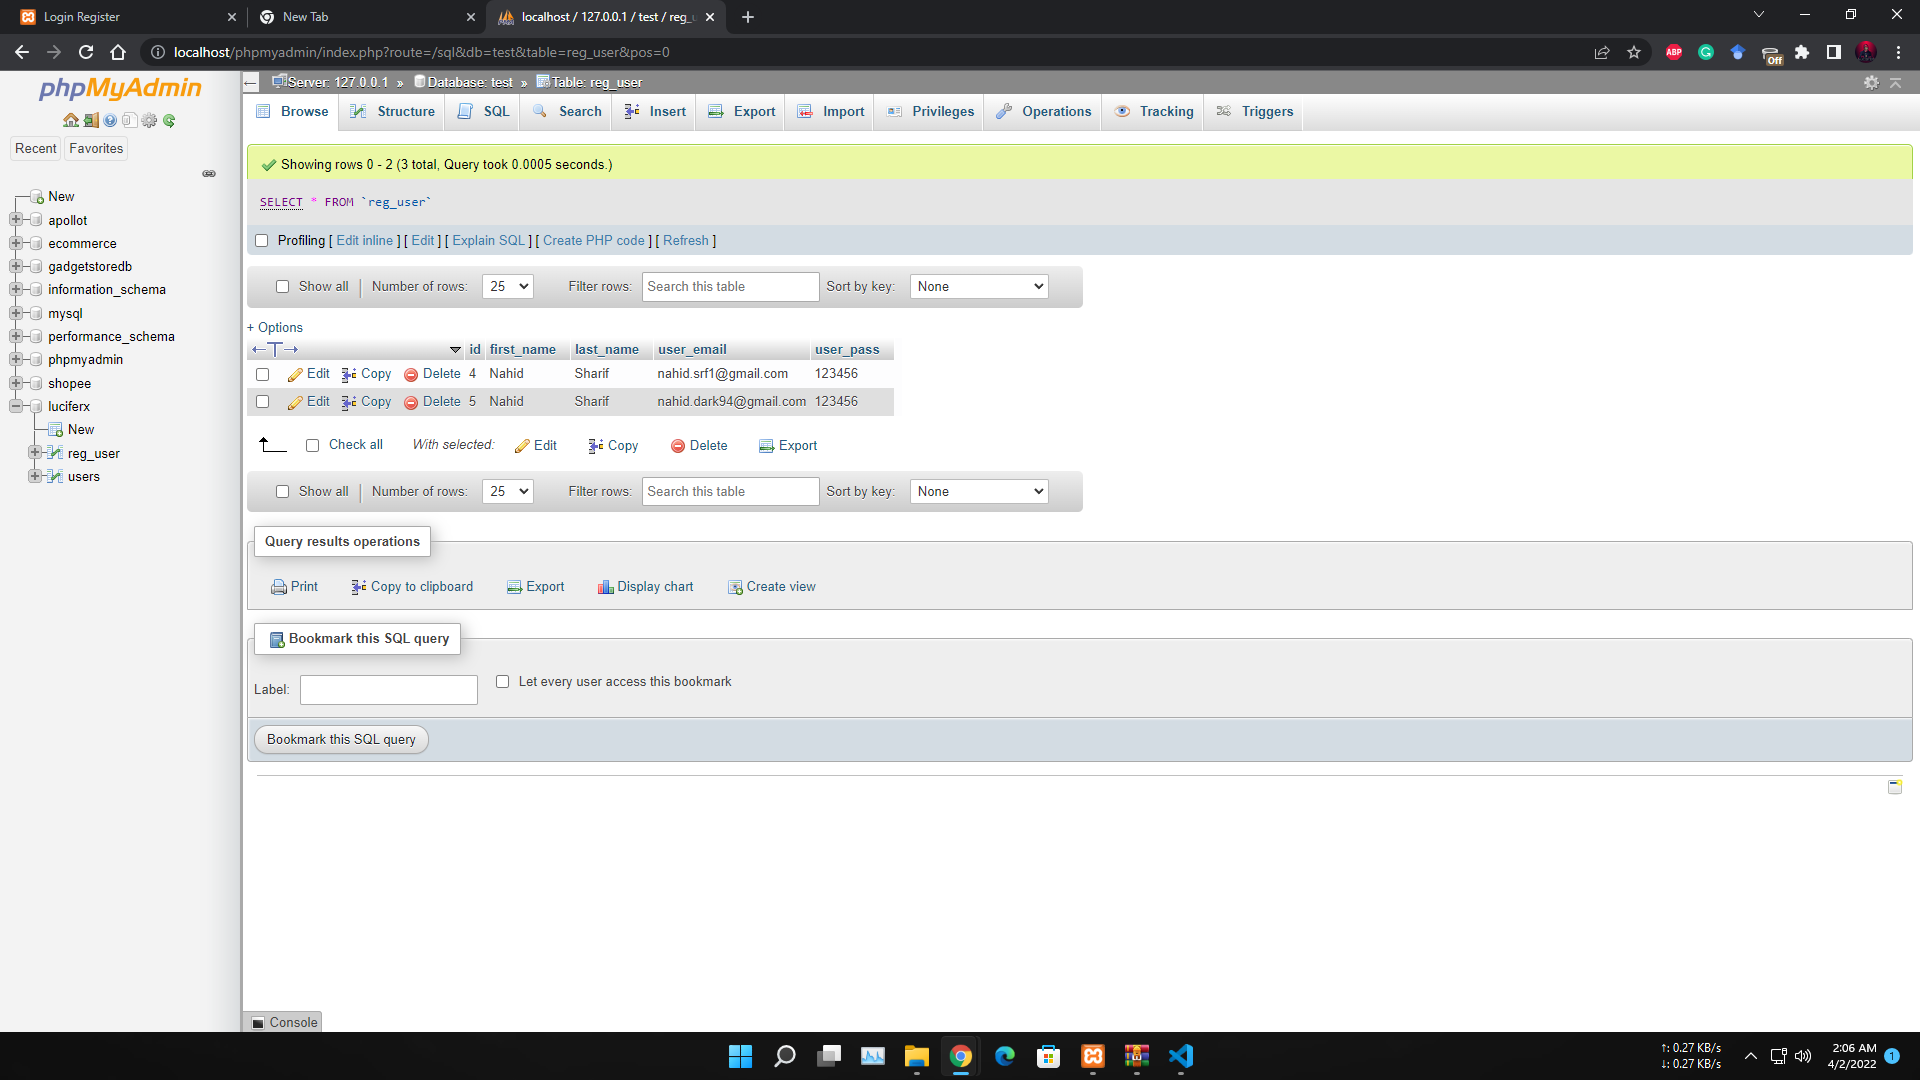 Login Register
New Tab
localhost / 127.0.0.1 / test / reg_u
localhost/phpmyadmin/index.php?route=/sql&db=test&table=reg_user&pos=0
ABP
Off
phpMyAdmin
Server: 127.0.0.1 » Database: test » Table: reg_user
Browse Structure SQL Search Insert Export Import Privileges Operations Tracking Triggers
Recent Favorites
New
apollot
ecommerce
gadgetstoredb
information_schema
mysql
performance_schema
phpmyadmin
shopee
luciferx
New
reg_user
users
Showing rows 0 - 2 (3 total, Query took 0.0005 seconds.)
SELECT * FROM `reg_user`
Profiling [ Edit inline ] [ Edit ] [ Explain SQL ] [ Create PHP code ] [ Refresh ]
Show all | Number of rows: 25 Filter rows: Search this table Sort by key: None
+ Options
←T→ id first_name last_name user_email user_pass
Edit Copy Delete 4 Nahid Sharif nahid.srf1@gmail.com 123456
Edit Copy Delete 5 Nahid Sharif nahid.dark94@gmail.com 123456
Check all With selected: Edit Copy Delete Export
Show all | Number of rows: 25 Filter rows: Search this table Sort by key: None
Query results operations
Print Copy to clipboard Export Display chart Create view
Bookmark this SQL query
Label: Let every user access this bookmark
Bookmark this SQL query
Console
↑: 0.27 KB/s
↓: 0.27 KB/s
2:06 AM
4/2/2022
1